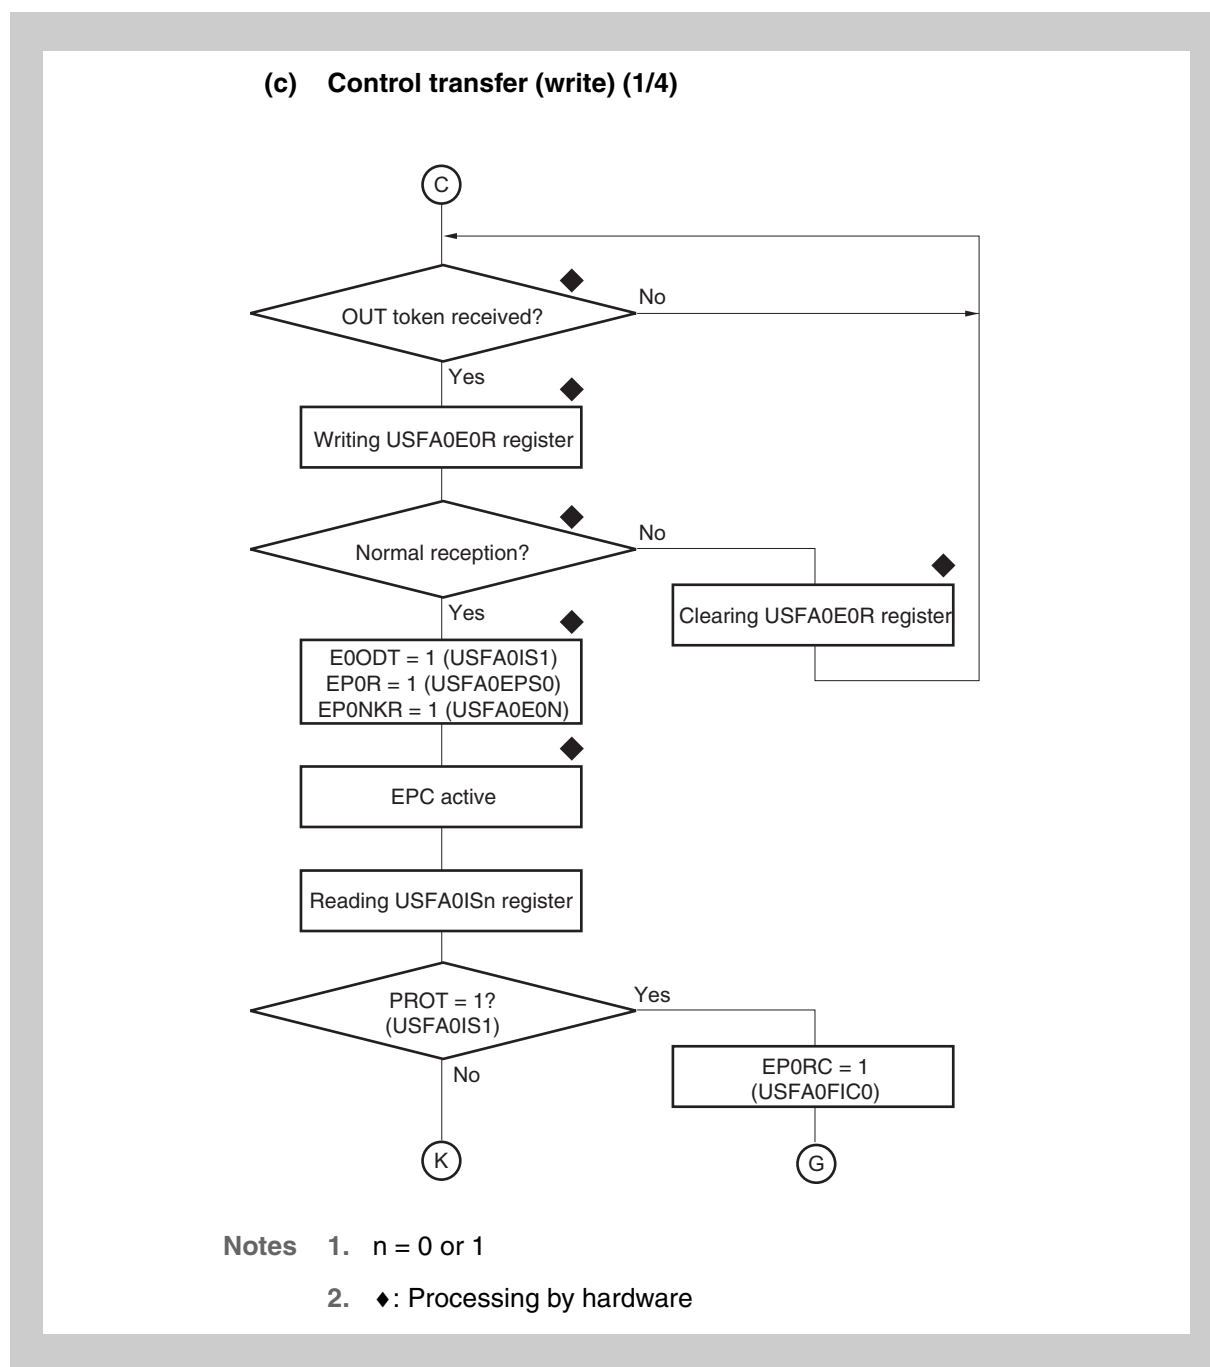 (c) Control transfer (write) (1/4)
C
OUT token received?
No
Yes
Writing USFA0E0R register
Normal reception?
No
Yes
Clearing USFA0E0R register
E0ODT = 1 (USFA0IS1)
EP0R = 1 (USFA0EPS0)
EP0NKR = 1 (USFA0E0N)
EPC active
Reading USFA0ISn register
PROT = 1?
(USFA0IS1)
Yes
No
EP0RC = 1
(USFA0FIC0)
K
G
Notes 1. n = 0 or 1
2. ♦: Processing by hardware